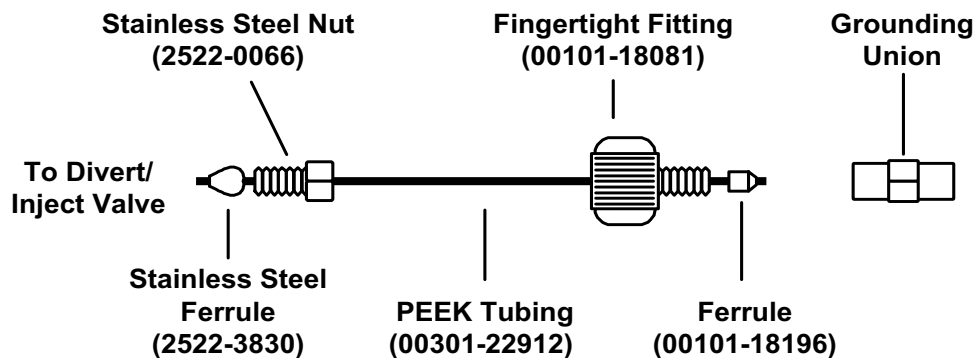 Stainless Steel Nut
(2522-0066)
Fingertight Fitting
(00101-18081)
Grounding
Union
To Divert/
Inject Valve
Stainless Steel
Ferrule
(2522-3830)
PEEK Tubing
(00301-22912)
Ferrule
(00101-18196)